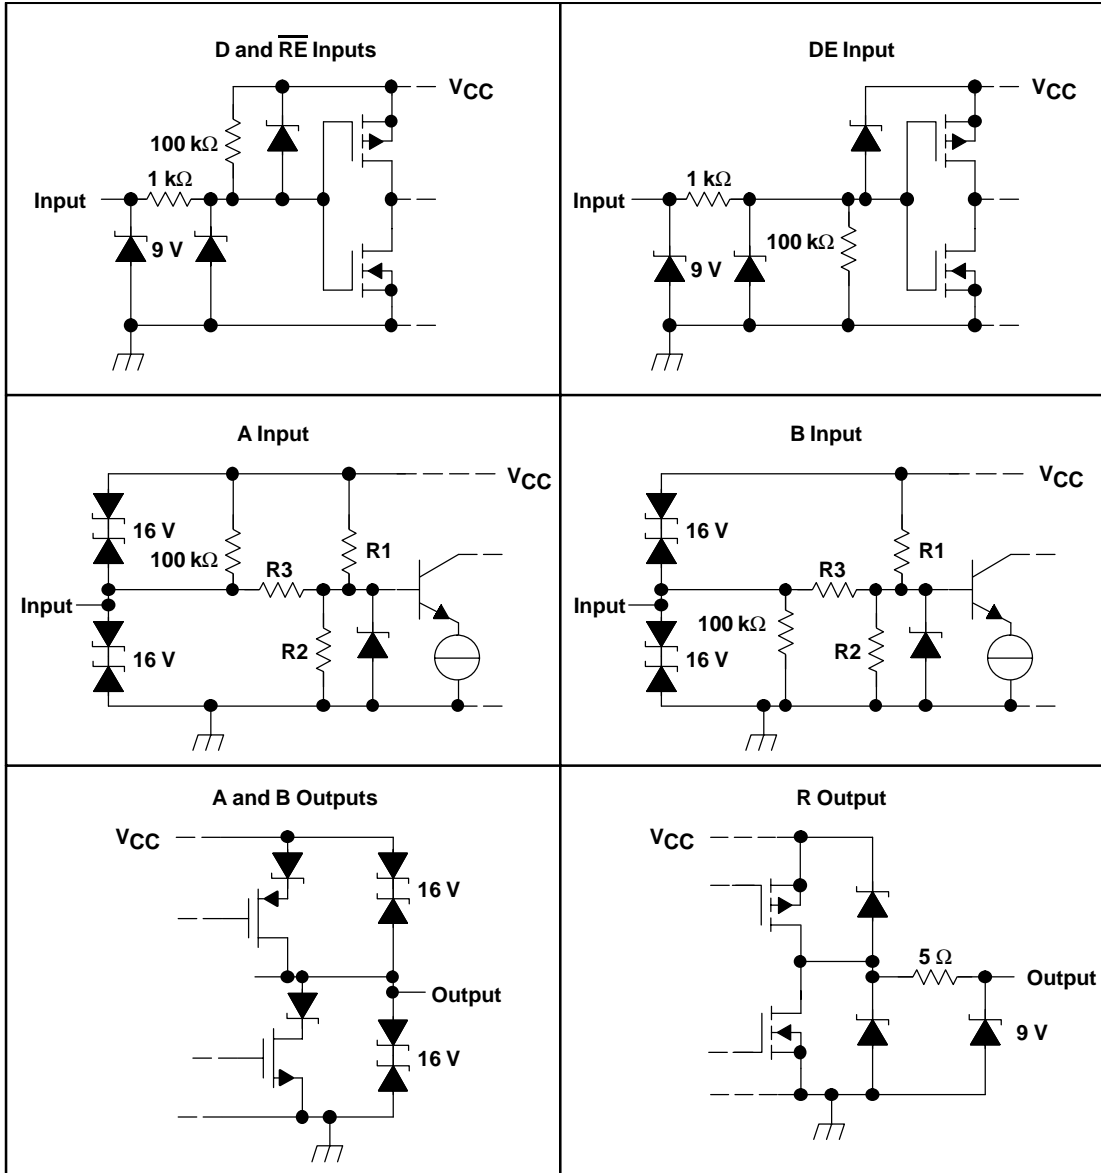 D and R̅E̅ Inputs
VCC
100 kΩ
1 kΩ
Input
9 V
DE Input
VCC
1 kΩ
Input
100 kΩ
9 V
A Input
VCC
16 V
100 kΩ
R1
R3
Input
R2
16 V
B Input
VCC
16 V
R1
R3
Input
100 kΩ
R2
16 V
A and B Outputs
VCC
16 V
Output
16 V
R Output
VCC
5 Ω
Output
9 V